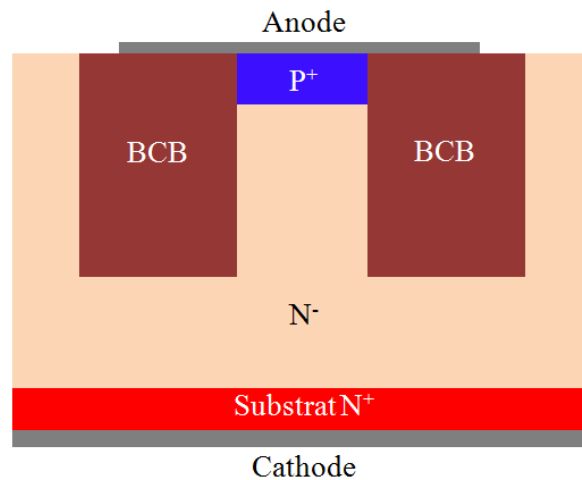 Anode
P⁺
BCB
BCB
N⁻
Substrat N⁺
Cathode